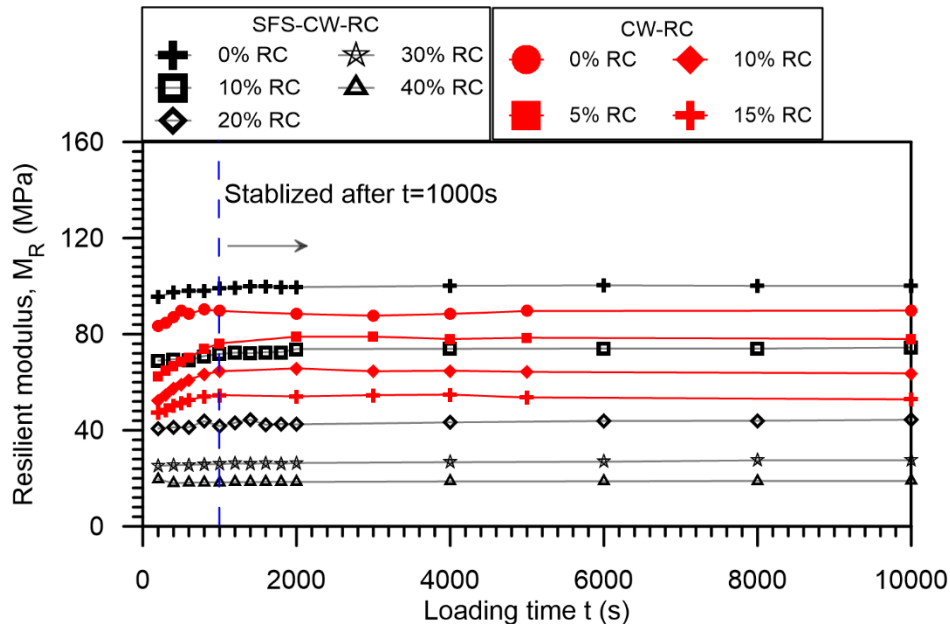 SFS-CW-RC
0% RC
30% RC
10% RC
40% RC
20% RC
CW-RC
0% RC
10% RC
5% RC
15% RC
Stablized after t=1000s
Resilient modulus, M_R (MPa)
160
120
80
40
0
0
2000
4000
6000
8000
10000
Loading time t (s)